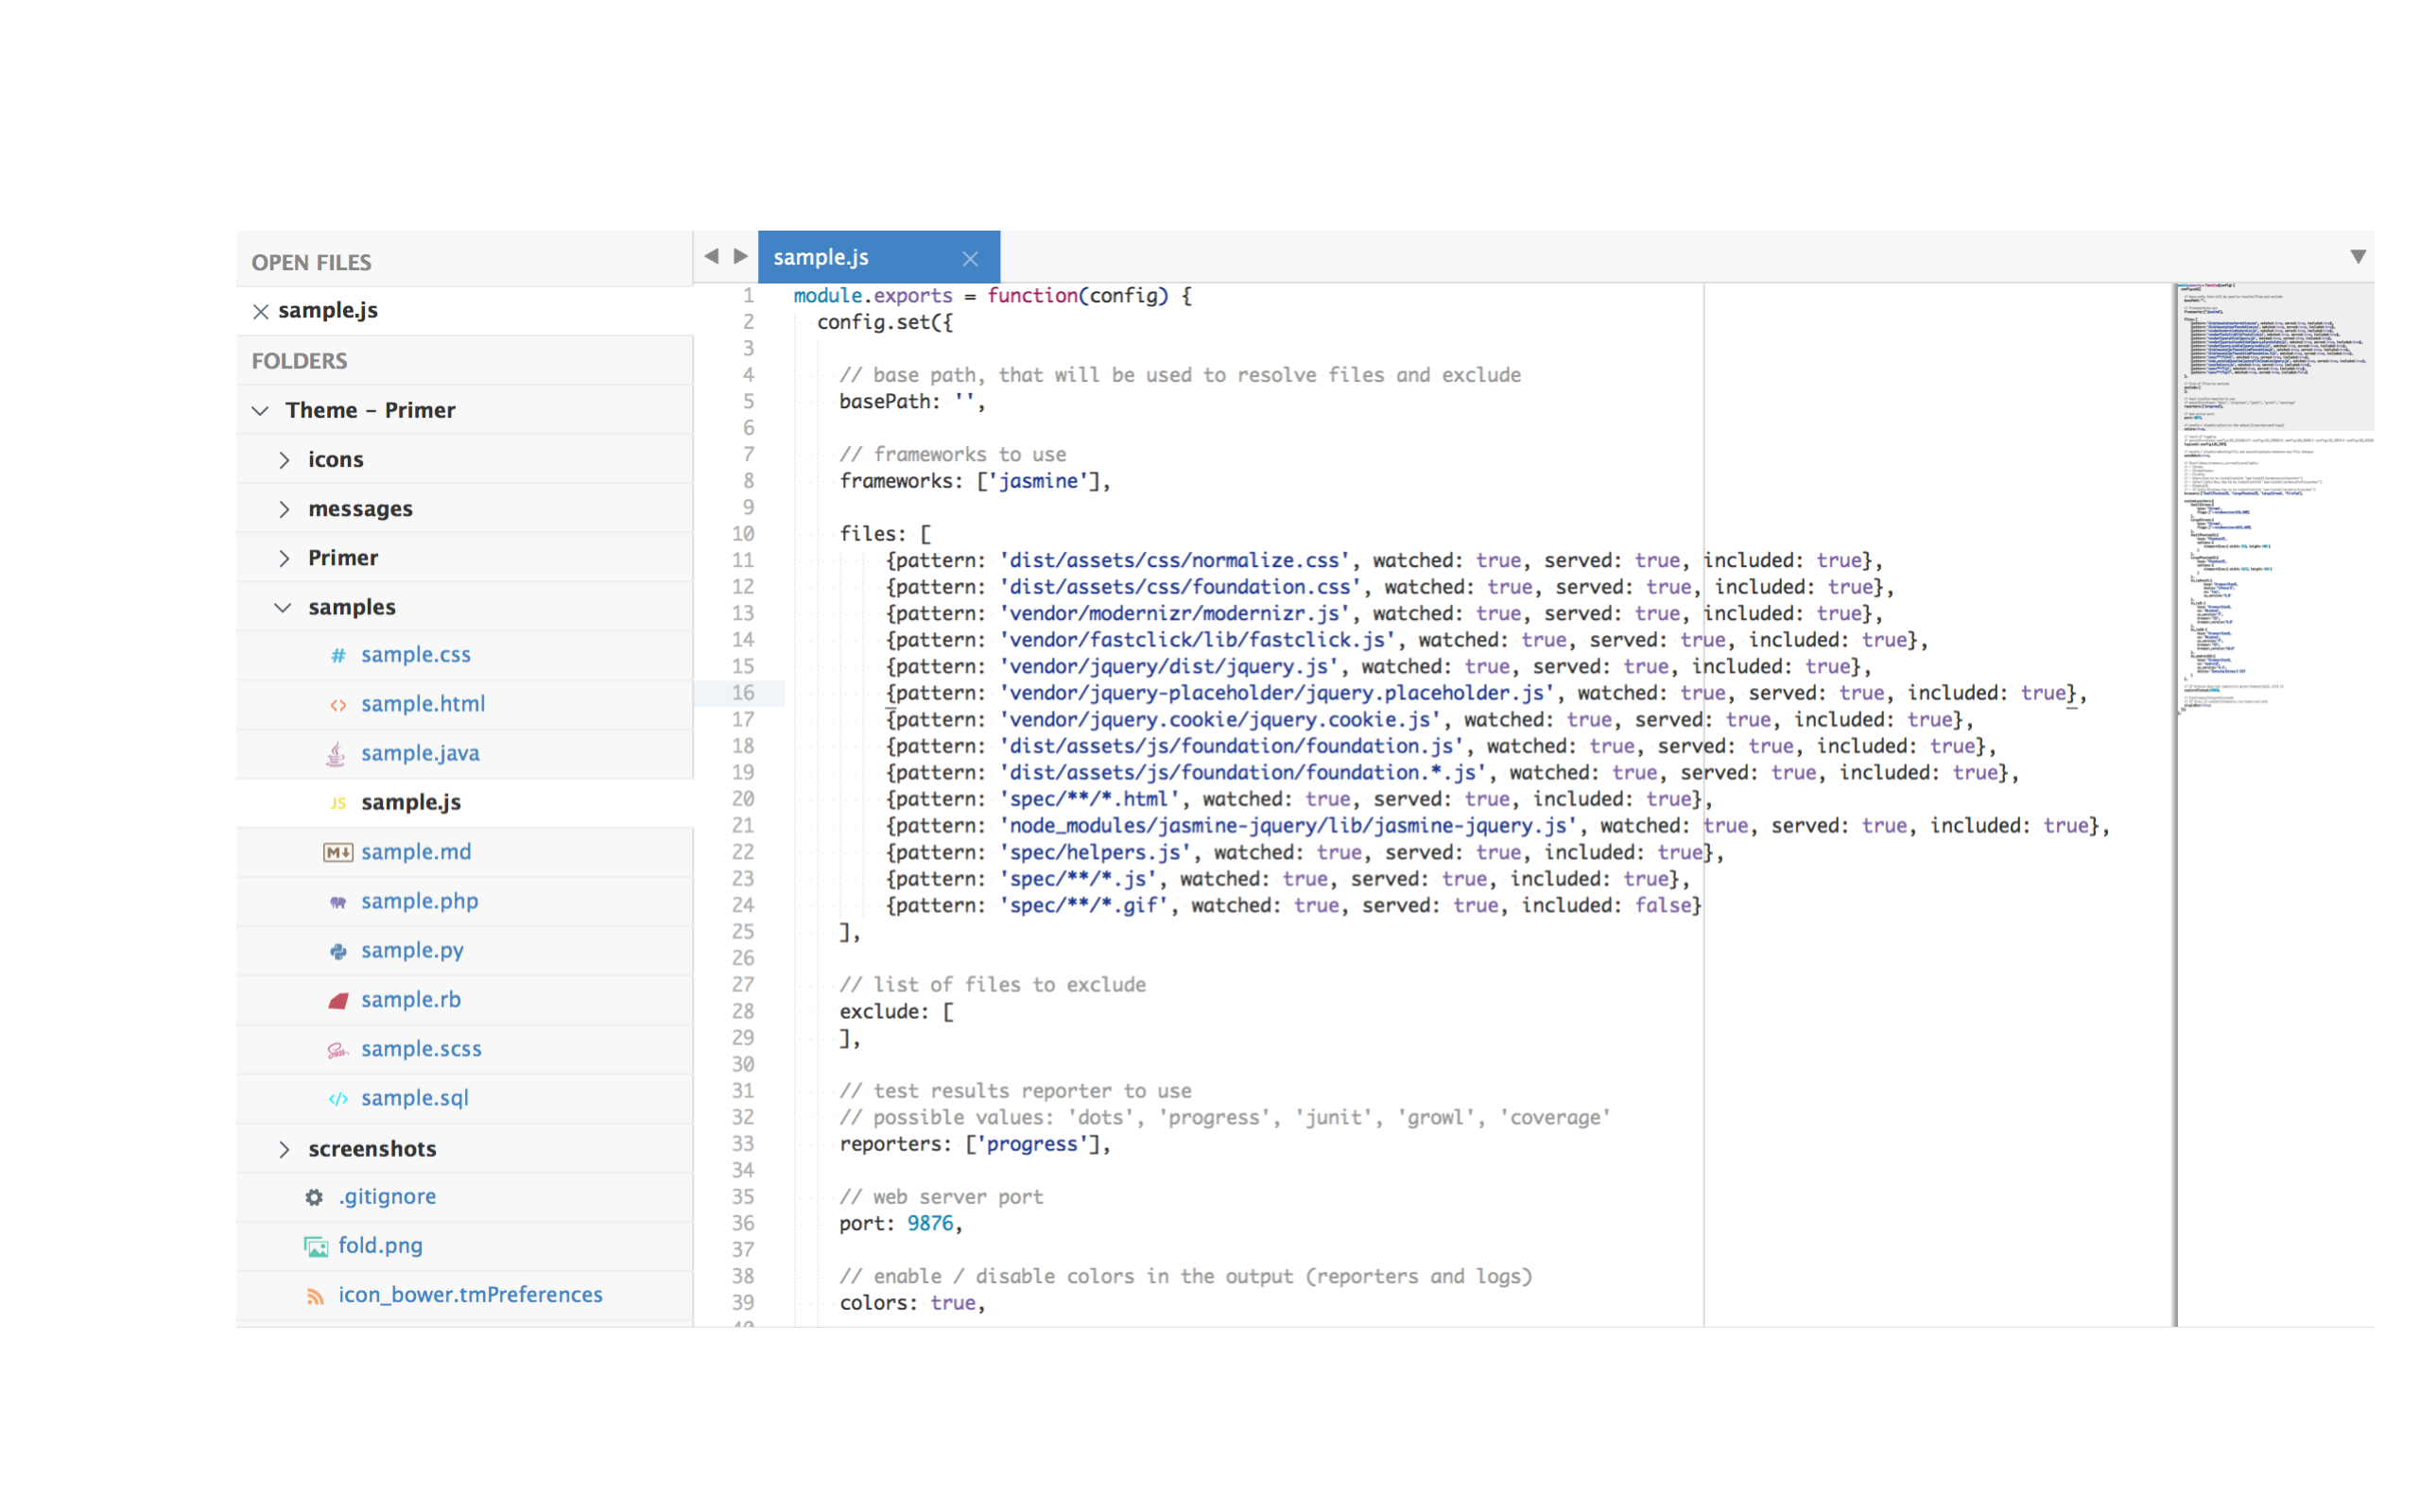 OPEN FILES
sample.js
FOLDERS
Theme – Primer
icons
messages
Primer
samples
# sample.css
<> sample.html
sample.java
JS sample.js
M↓ sample.md
sample.php
sample.py
sample.rb
Sass sample.scss
</> sample.sql
screenshots
.gitignore
fold.png
icon_bower.tmPreferences
sample.js
1 module.exports = function(config) {
2   config.set({
3
4     // base path, that will be used to resolve files and exclude
5     basePath: '',
6
7     // frameworks to use
8     frameworks: ['jasmine'],
9
10     files: [
11         {pattern: 'dist/assets/css/normalize.css', watched: true, served: true, included: true},
12         {pattern: 'dist/assets/css/foundation.css', watched: true, served: true, included: true},
13         {pattern: 'vendor/modernizr/modernizr.js', watched: true, served: true, included: true},
14         {pattern: 'vendor/fastclick/lib/fastclick.js', watched: true, served: true, included: true},
15         {pattern: 'vendor/jquery/dist/jquery.js', watched: true, served: true, included: true},
16         {pattern: 'vendor/jquery-placeholder/jquery.placeholder.js', watched: true, served: true, included: true},
17         {pattern: 'vendor/jquery.cookie/jquery.cookie.js', watched: true, served: true, included: true},
18         {pattern: 'dist/assets/js/foundation/foundation.js', watched: true, served: true, included: true},
19         {pattern: 'dist/assets/js/foundation/foundation.*.js', watched: true, served: true, included: true},
20         {pattern: 'spec/**/*.html', watched: true, served: true, included: true},
21         {pattern: 'node_modules/jasmine-jquery/lib/jasmine-jquery.js', watched: true, served: true, included: true},
22         {pattern: 'spec/helpers.js', watched: true, served: true, included: true},
23         {pattern: 'spec/**/*.js', watched: true, served: true, included: true},
24         {pattern: 'spec/**/*.gif', watched: true, served: true, included: false}
25     ],
26
27     // list of files to exclude
28     exclude: [
29     ],
30
31     // test results reporter to use
32     // possible values: 'dots', 'progress', 'junit', 'growl', 'coverage'
33     reporters: ['progress'],
34
35     // web server port
36     port: 9876,
37
38     // enable / disable colors in the output (reporters and logs)
39     colors: true,